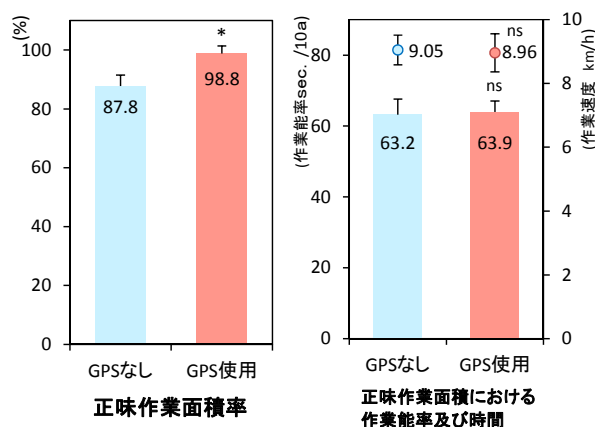 (%)
100
80
60
40
20
0
87.8
*
98.8
GPSなし
GPS使用
正味作業面積率
(作業能率sec. /10a)
80
60
40
20
0
9.05
ns
8.96
ns
63.2
63.9
10
8
6
4
2
0
(作業速度 km/h)
GPSなし
GPS使用
正味作業面積における
作業能率及び時間